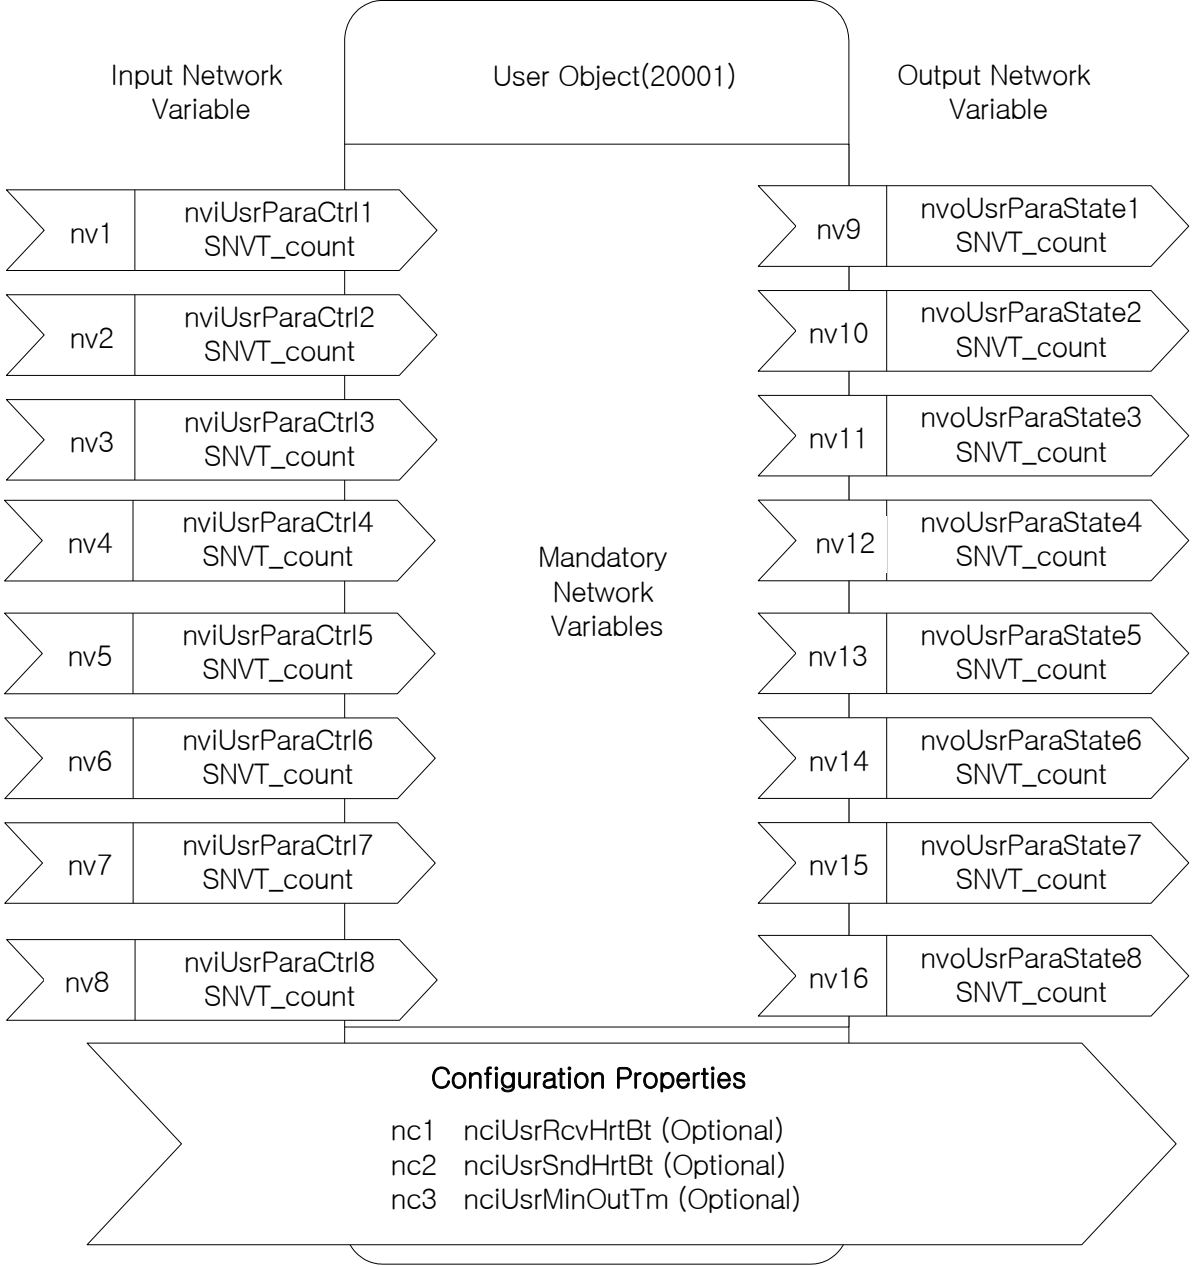 Input Network
Variable
User Object(20001)
Output Network
Variable
nv1
nviUsrParaCtrl1
SNVT_count
nv2
nviUsrParaCtrl2
SNVT_count
nv3
nviUsrParaCtrl3
SNVT_count
nv4
nviUsrParaCtrl4
SNVT_count
nv5
nviUsrParaCtrl5
SNVT_count
nv6
nviUsrParaCtrl6
SNVT_count
nv7
nviUsrParaCtrl7
SNVT_count
nv8
nviUsrParaCtrl8
SNVT_count
Mandatory
Network
Variables
nv9
nvoUsrParaState1
SNVT_count
nv10
nvoUsrParaState2
SNVT_count
nv11
nvoUsrParaState3
SNVT_count
nv12
nvoUsrParaState4
SNVT_count
nv13
nvoUsrParaState5
SNVT_count
nv14
nvoUsrParaState6
SNVT_count
nv15
nvoUsrParaState7
SNVT_count
nv16
nvoUsrParaState8
SNVT_count
Configuration Properties
nc1 nciUsrRcvHrtBt (Optional)
nc2 nciUsrSndHrtBt (Optional)
nc3 nciUsrMinOutTm (Optional)